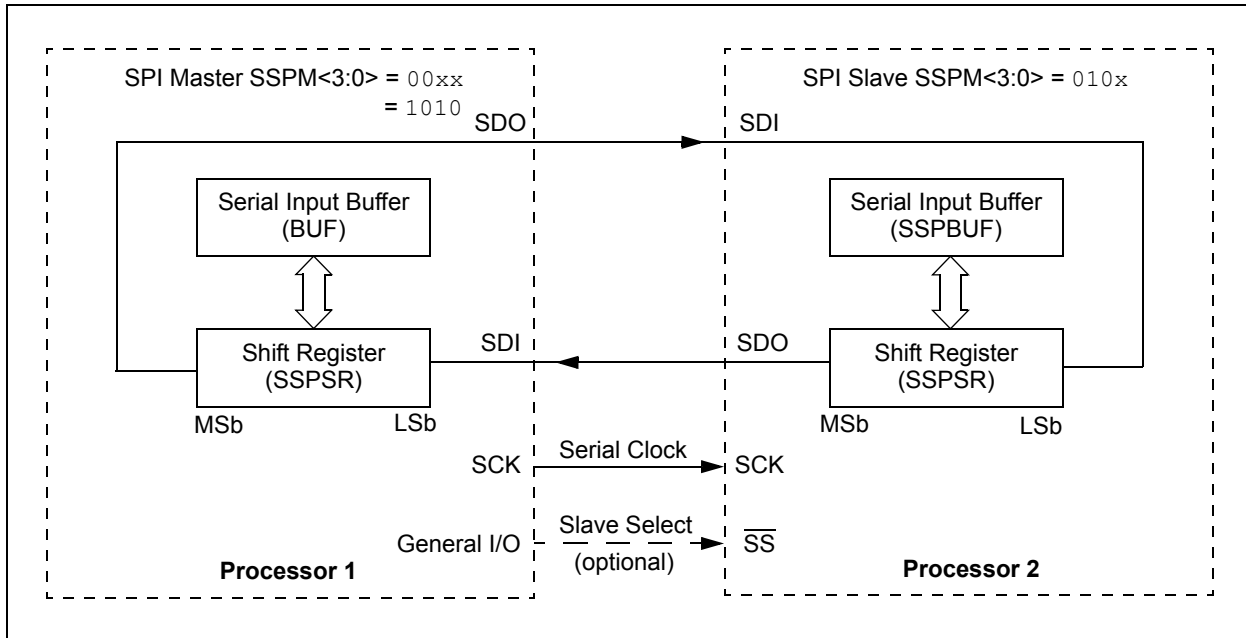 SPI Master SSPM<3:0> = 00xx
= 1010
SDO
Serial Input Buffer
(BUF)
Shift Register
(SSPSR)
MSb
LSb
SDI
SCK
General I/O
Processor 1
Serial Clock
Slave Select
(optional)
SPI Slave SSPM<3:0> = 010x
SDI
Serial Input Buffer
(SSPBUF)
SDO
Shift Register
(SSPSR)
MSb
LSb
SCK
SS
Processor 2